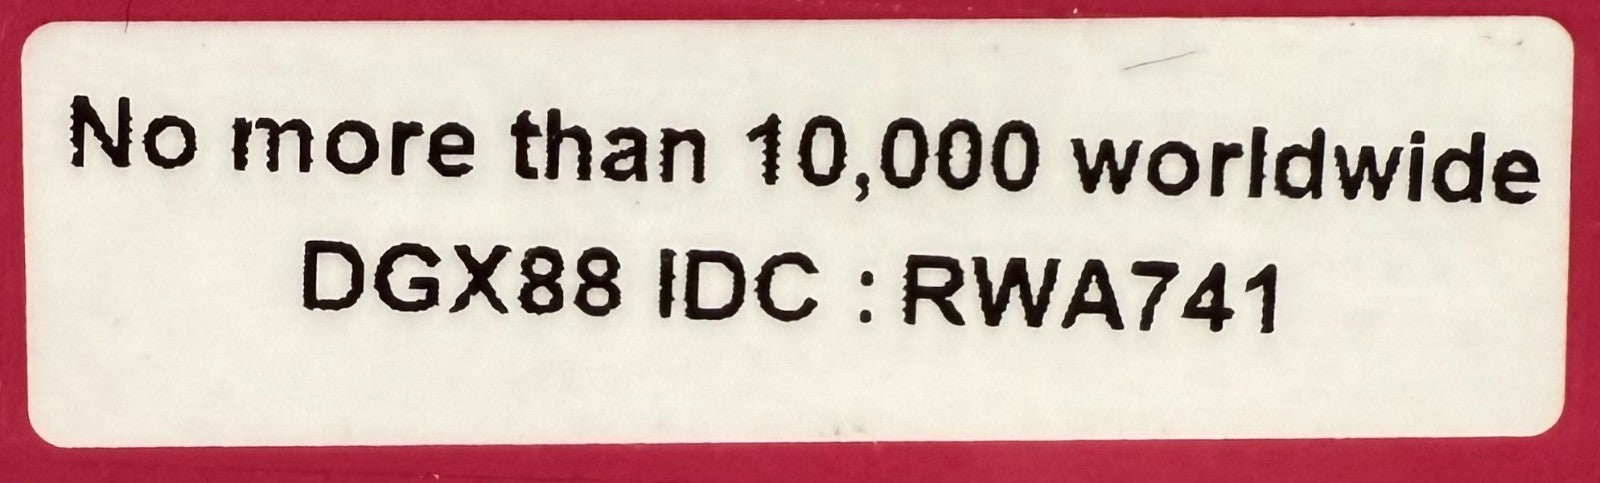 No more than 10,000 worldwide
DGX88 IDC : RWA741